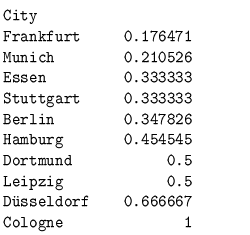 City
Frankfurt 0.176471
Munich 0.210526
Essen 0.333333
Stuttgart 0.333333
Berlin 0.347826
Hamburg 0.454545
Dortmund 0.5
Leipzig 0.5
Düsseldorf 0.666667
Cologne 1